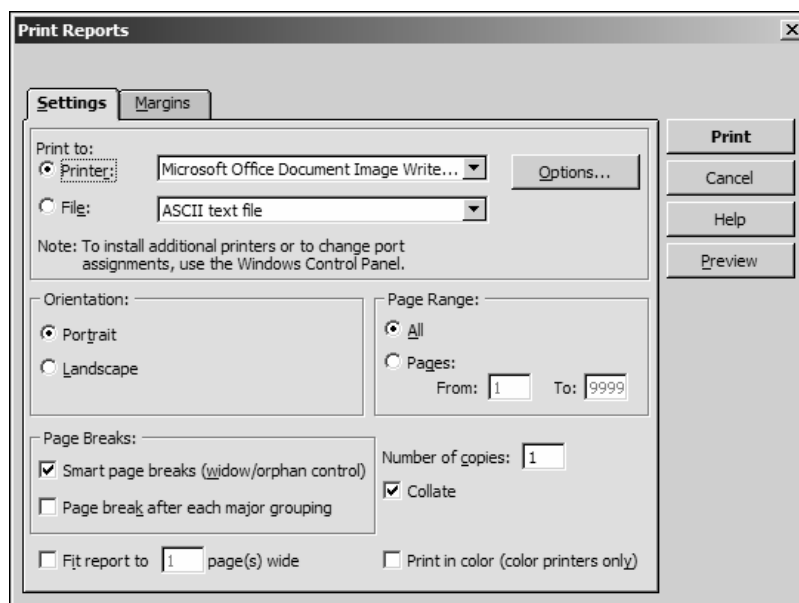 Print Reports
Settings
Margins
Print to:
Printer:
Microsoft Office Document Image Write...
Options...
File:
ASCII text file
Note: To install additional printers or to change port
assignments, use the Windows Control Panel.
Print
Cancel
Help
Preview
Orientation:
Portrait
Landscape
Page Range:
All
Pages:
From: 1 To: 9999
Page Breaks:
Smart page breaks (widow/orphan control)
Page break after each major grouping
Number of copies: 1
Collate
Fit report to 1 page(s) wide
Print in color (color printers only)